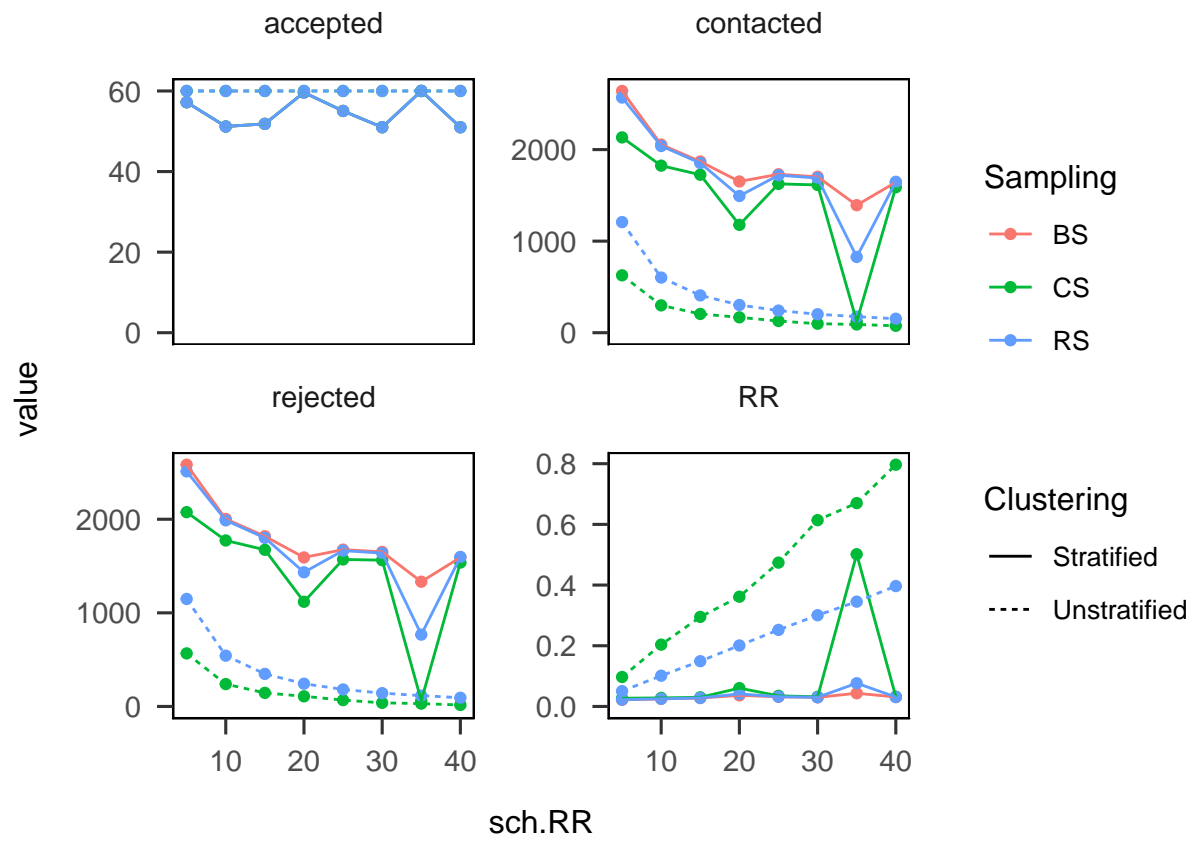 accepted
contacted
60
40
20
0
2000
1000
0
Sampling
BS
CS
RS
value
rejected
RR
2000
1000
0
0.8
0.6
0.4
0.2
0.0
10
20
30
40
10
20
30
40
Clustering
Stratified
Unstratified
sch.RR